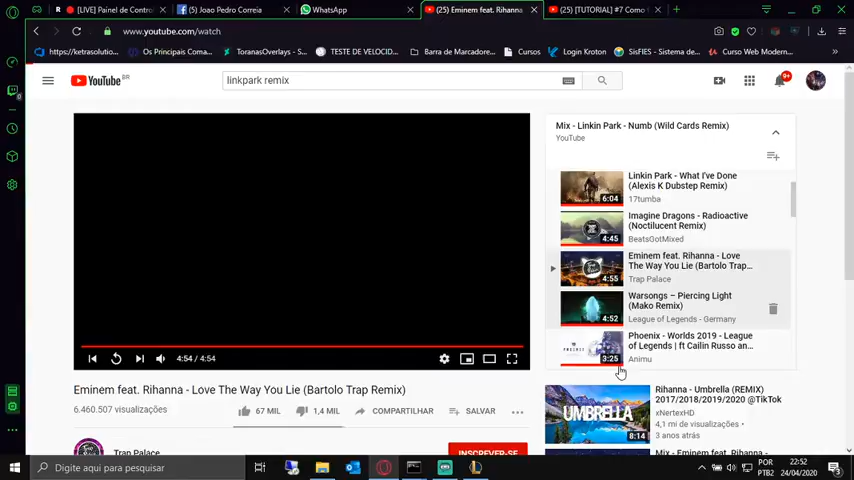 [LIVE] Painel de Control
(5) Joao Pedro Correia
WhatsApp
(25) Eminem feat. Rihanna
(25) [TUTORIAL] #7 Como f
www.youtube.com/watch
https://ketrasolutio...
Os Principais Coma...
ToranosOverlays - ...
TESTE DE VELOCID...
Barra de Marcadore...
Cursos
Login Kroton
SisFIES - Sistema de...
Curso Web Modern...
YouTube BR
linkpark remix
9+
Mix - Linkin Park - Numb (Wild Cards Remix)
YouTube
Linkin Park - What I've Done
(Alexis K Dubstep Remix)
17tumba
6:04
Imagine Dragons - Radioactive
(Noctilucent Remix)
BeatsGotMixed
4:45
Eminem feat. Rihanna - Love
The Way You Lie (Bartolo Trap...
Trap Palace
4:55
Warsongs – Piercing Light
(Mako Remix)
League of Legends - Germany
4:52
Phoenix - Worlds 2019 - League
of Legends | ft Cailin Russo an...
Animu
3:25
4:54 / 4:54
Eminem feat. Rihanna - Love The Way You Lie (Bartolo Trap Remix)
6.460.507 visualizações
67 MIL
1,4 MIL
COMPARTILHAR
SALVAR
Trap Palace
INSCREVER-SE
UMBRELLA
8:14
Rihanna - Umbrella (REMIX)
2017/2018/2019/2020 @TikTok
xNertexHD
4,1 mi de visualizações •
3 anos atrás
Mix - Eminem feat. Rihanna -
Digite aqui para pesquisar
POR
PTB2
22:52
24/04/2020
3